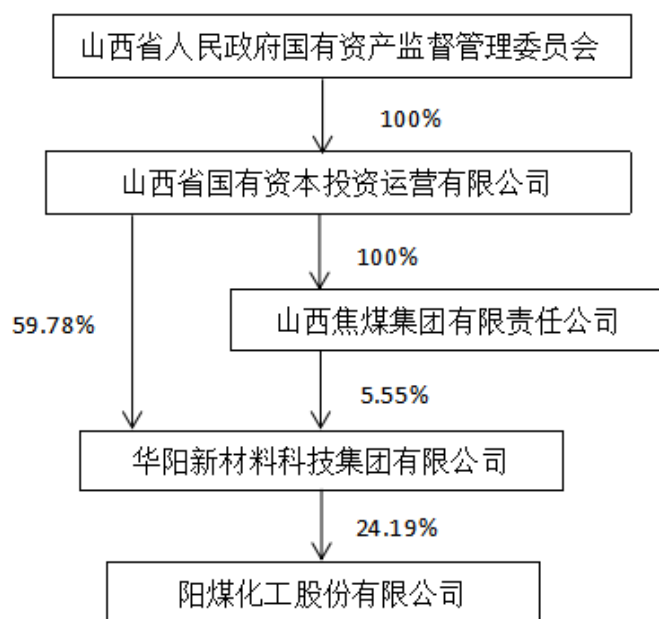 山西省人民政府国有资产监督管理委员会
100%
山西省国有资本投资运营有限公司
100%
59.78%
山西焦煤集团有限责任公司
5.55%
华阳新材料科技集团有限公司
24.19%
阳煤化工股份有限公司